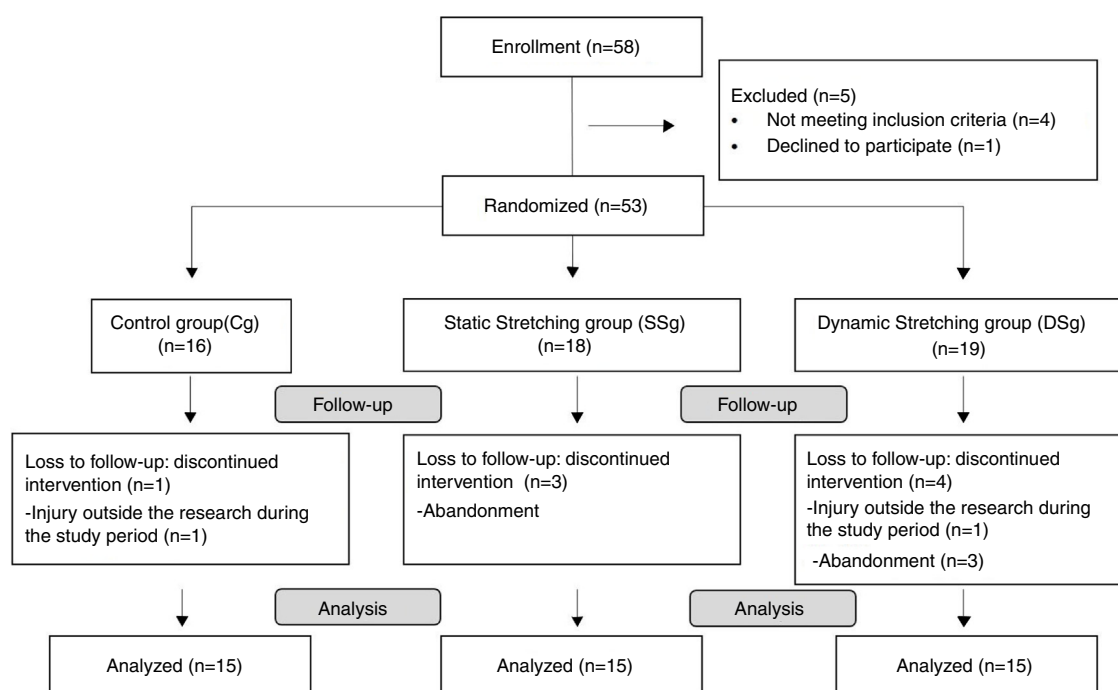 Enrollment (n=58)
Excluded (n=5)
• Not meeting inclusion criteria (n=4)
• Declined to participate (n=1)
Randomized (n=53)
Control group(Cg)
(n=16)
Static Stretching group (SSg)
(n=18)
Dynamic Stretching group (DSg)
(n=19)
Follow-up
Follow-up
Loss to follow-up: discontinued
intervention (n=1)
-Injury outside the research during
the study period (n=1)
Loss to follow-up: discontinued
intervention (n=3)
-Abandonment
Loss to follow-up: discontinued
intervention (n=4)
-Injury outside the research during
the study period (n=1)
-Abandonment (n=3)
Analysis
Analysis
Analyzed (n=15)
Analyzed (n=15)
Analyzed (n=15)